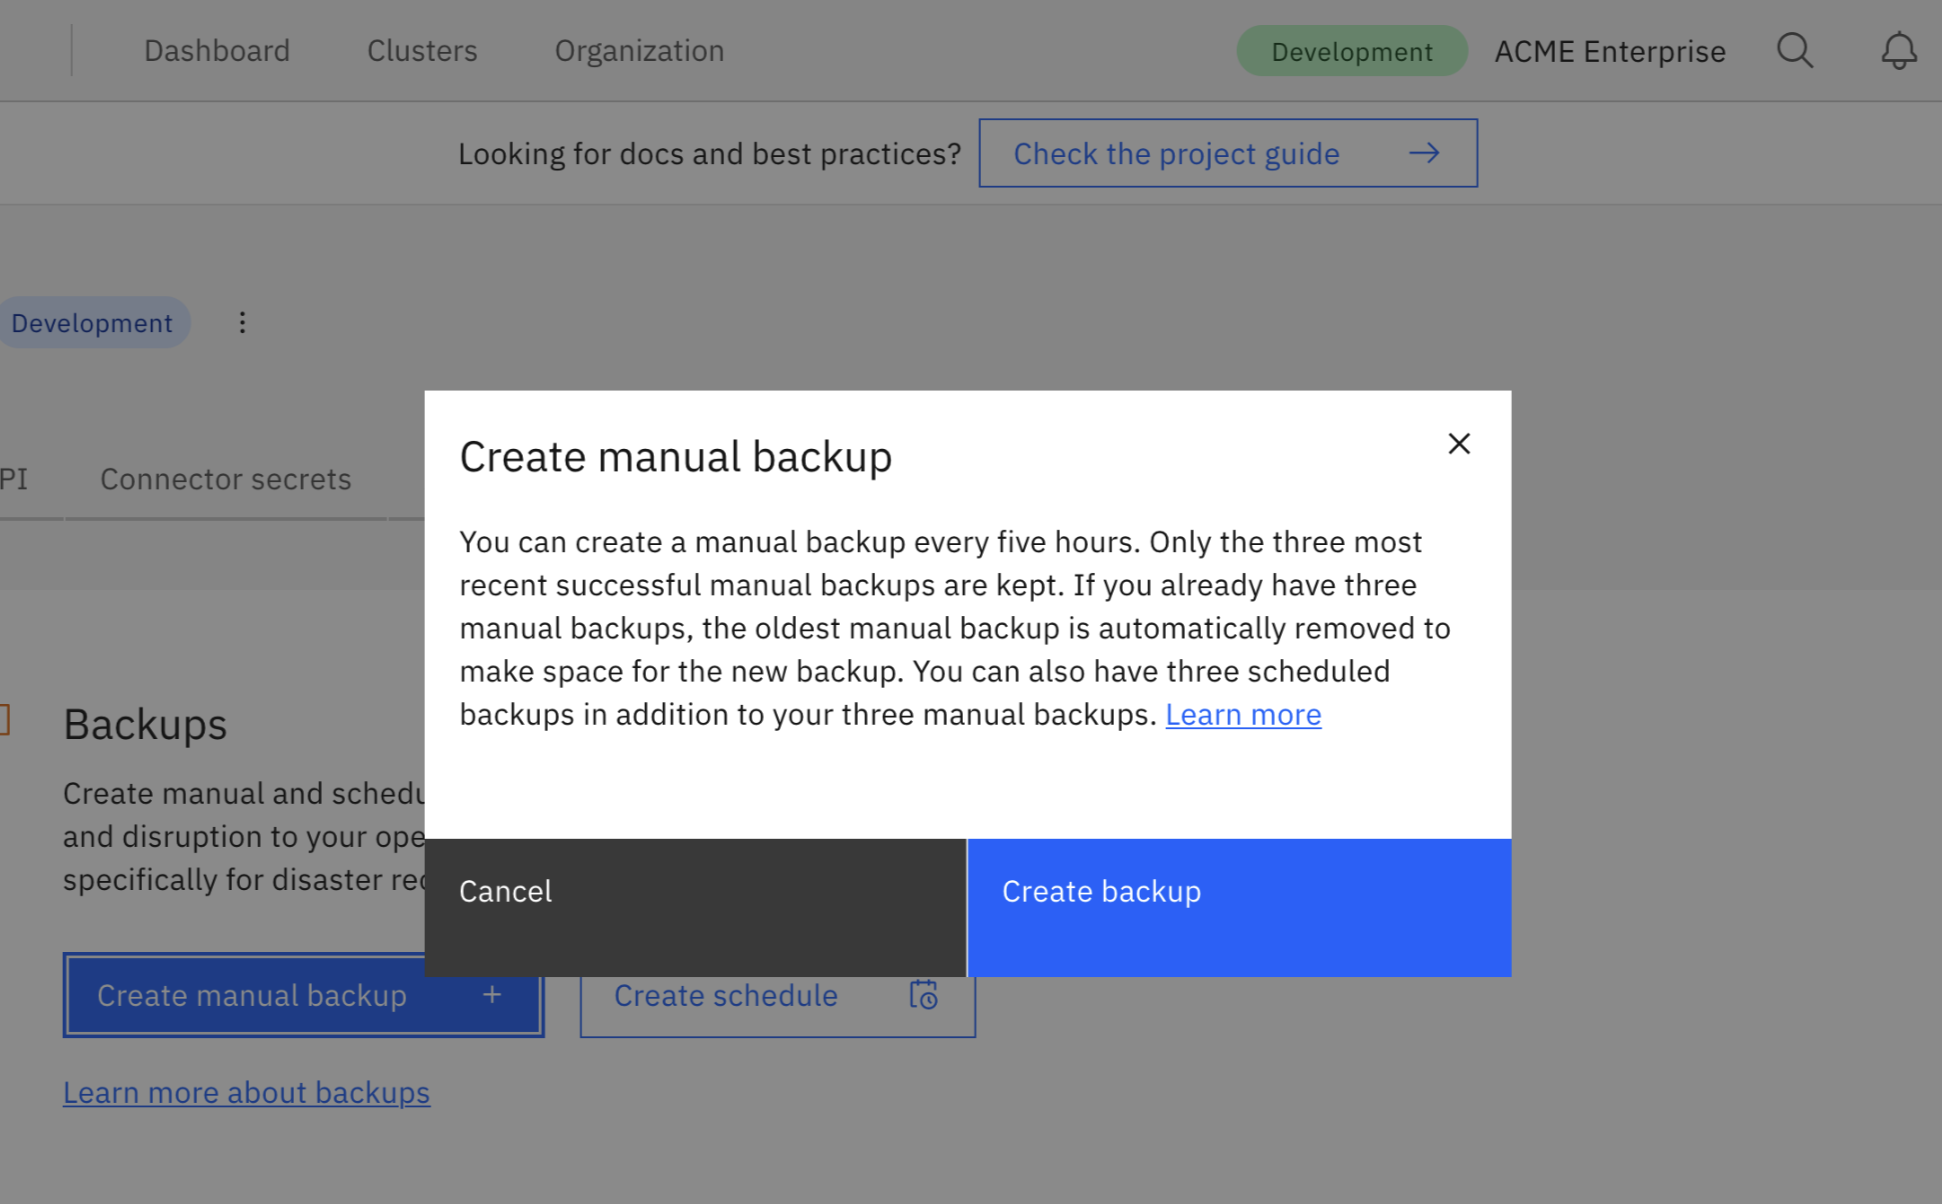 Dashboard Clusters Organization Development ACME Enterprise
Looking for docs and best practices? Check the project guide
Development
PI Connector secrets
Create manual backup
You can create a manual backup every five hours. Only the three most
recent successful manual backups are kept. If you already have three
manual backups, the oldest manual backup is automatically removed to
make space for the new backup. You can also have three scheduled
backups in addition to your three manual backups. Learn more
Cancel Create backup
Backups
Create manual and schedu
and disruption to your ope
specifically for disaster rec
Create manual backup Create schedule
Learn more about backups